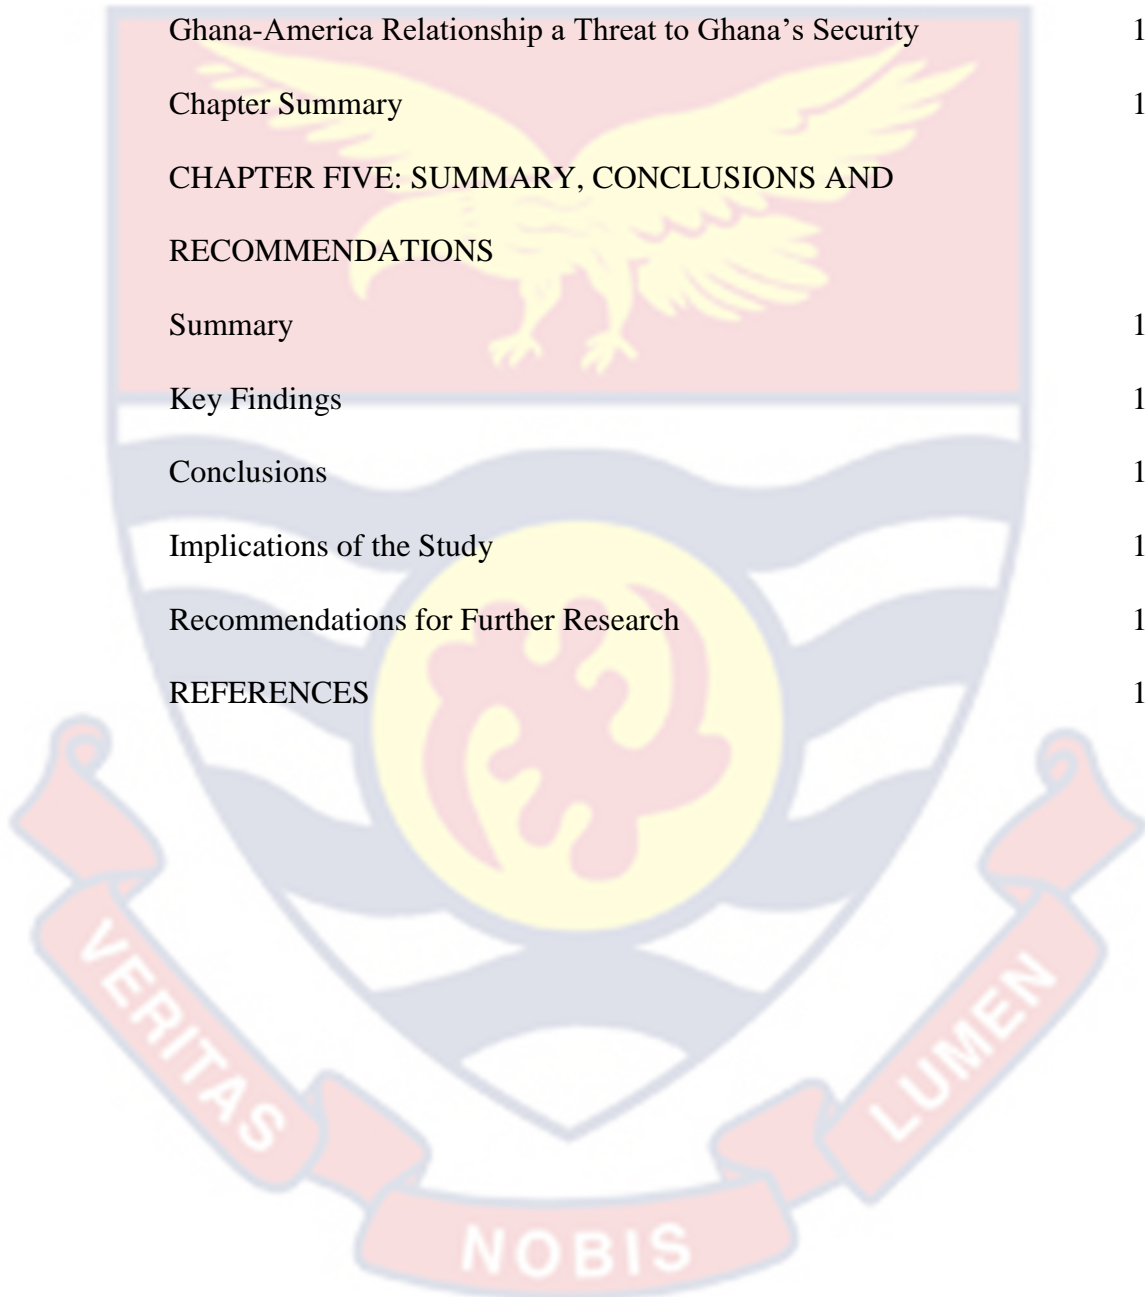 Ghana-America Relationship a Threat to Ghana’s Security 1
Chapter Summary 1
CHAPTER FIVE: SUMMARY, CONCLUSIONS AND
RECOMMENDATIONS
Summary 1
Key Findings 1
Conclusions 1
Implications of the Study 1
Recommendations for Further Research 1
REFERENCES 1
VERITAS
NOBIS
LUMEN